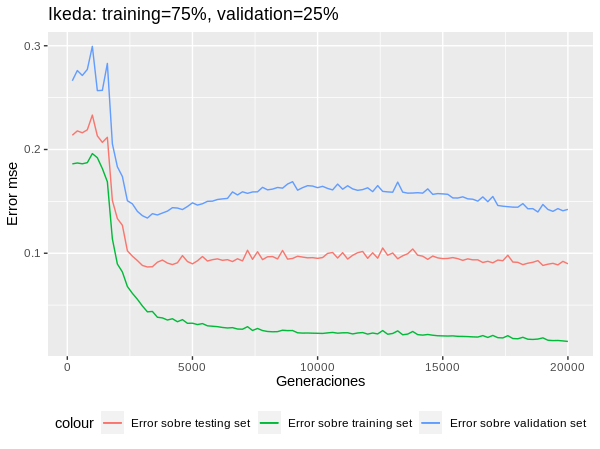 Ikeda: training=75%, validation=25%
Error mse
0.3
0.2
0.1
0
5000
10000
15000
20000
Generaciones
colour
Error sobre testing set
Error sobre training set
Error sobre validation set